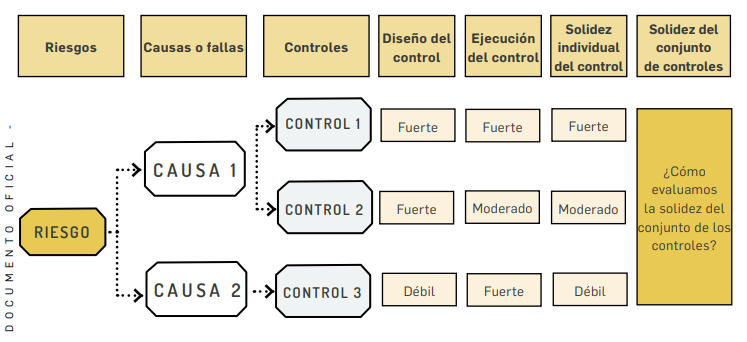 Riesgos
Causas o fallas
Controles
Diseño del
control
Ejecución
del control
Solidez
individual
del control
Solidez del
conjunto
de controles
DOCUMENTO OFICIAL -
RIESGO
CAUSA 1
CONTROL 1
Fuerte
Fuerte
Fuerte
CONTROL 2
Fuerte
Moderado
Moderado
CAUSA 2
CONTROL 3
Débil
Fuerte
Débil
¿Cómo
evaluamos
la solidez del
conjunto de los
controles?